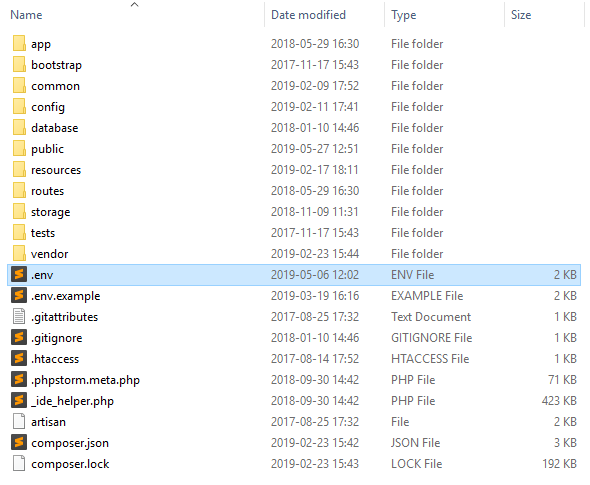 Name Date modified Type Size
app 2018-05-29 16:30 File folder
bootstrap 2017-11-17 15:43 File folder
common 2019-02-09 17:52 File folder
config 2019-02-11 17:41 File folder
database 2018-01-10 14:46 File folder
public 2019-05-27 12:51 File folder
resources 2019-02-17 18:11 File folder
routes 2018-05-29 16:30 File folder
storage 2018-11-09 11:31 File folder
tests 2017-11-17 15:43 File folder
vendor 2019-02-23 15:44 File folder
.env 2019-05-06 12:02 ENV File 2 KB
.env.example 2019-03-19 16:16 EXAMPLE File 2 KB
.gitattributes 2017-08-25 17:32 Text Document 1 KB
.gitignore 2018-01-10 14:46 GITIGNORE File 1 KB
.htaccess 2017-08-14 17:52 HTACCESS File 1 KB
.phpstorm.meta.php 2018-09-30 14:42 PHP File 71 KB
_ide_helper.php 2018-09-30 14:42 PHP File 423 KB
artisan 2017-08-25 17:32 File 2 KB
composer.json 2019-02-23 15:42 JSON File 3 KB
composer.lock 2019-02-23 15:43 LOCK File 192 KB